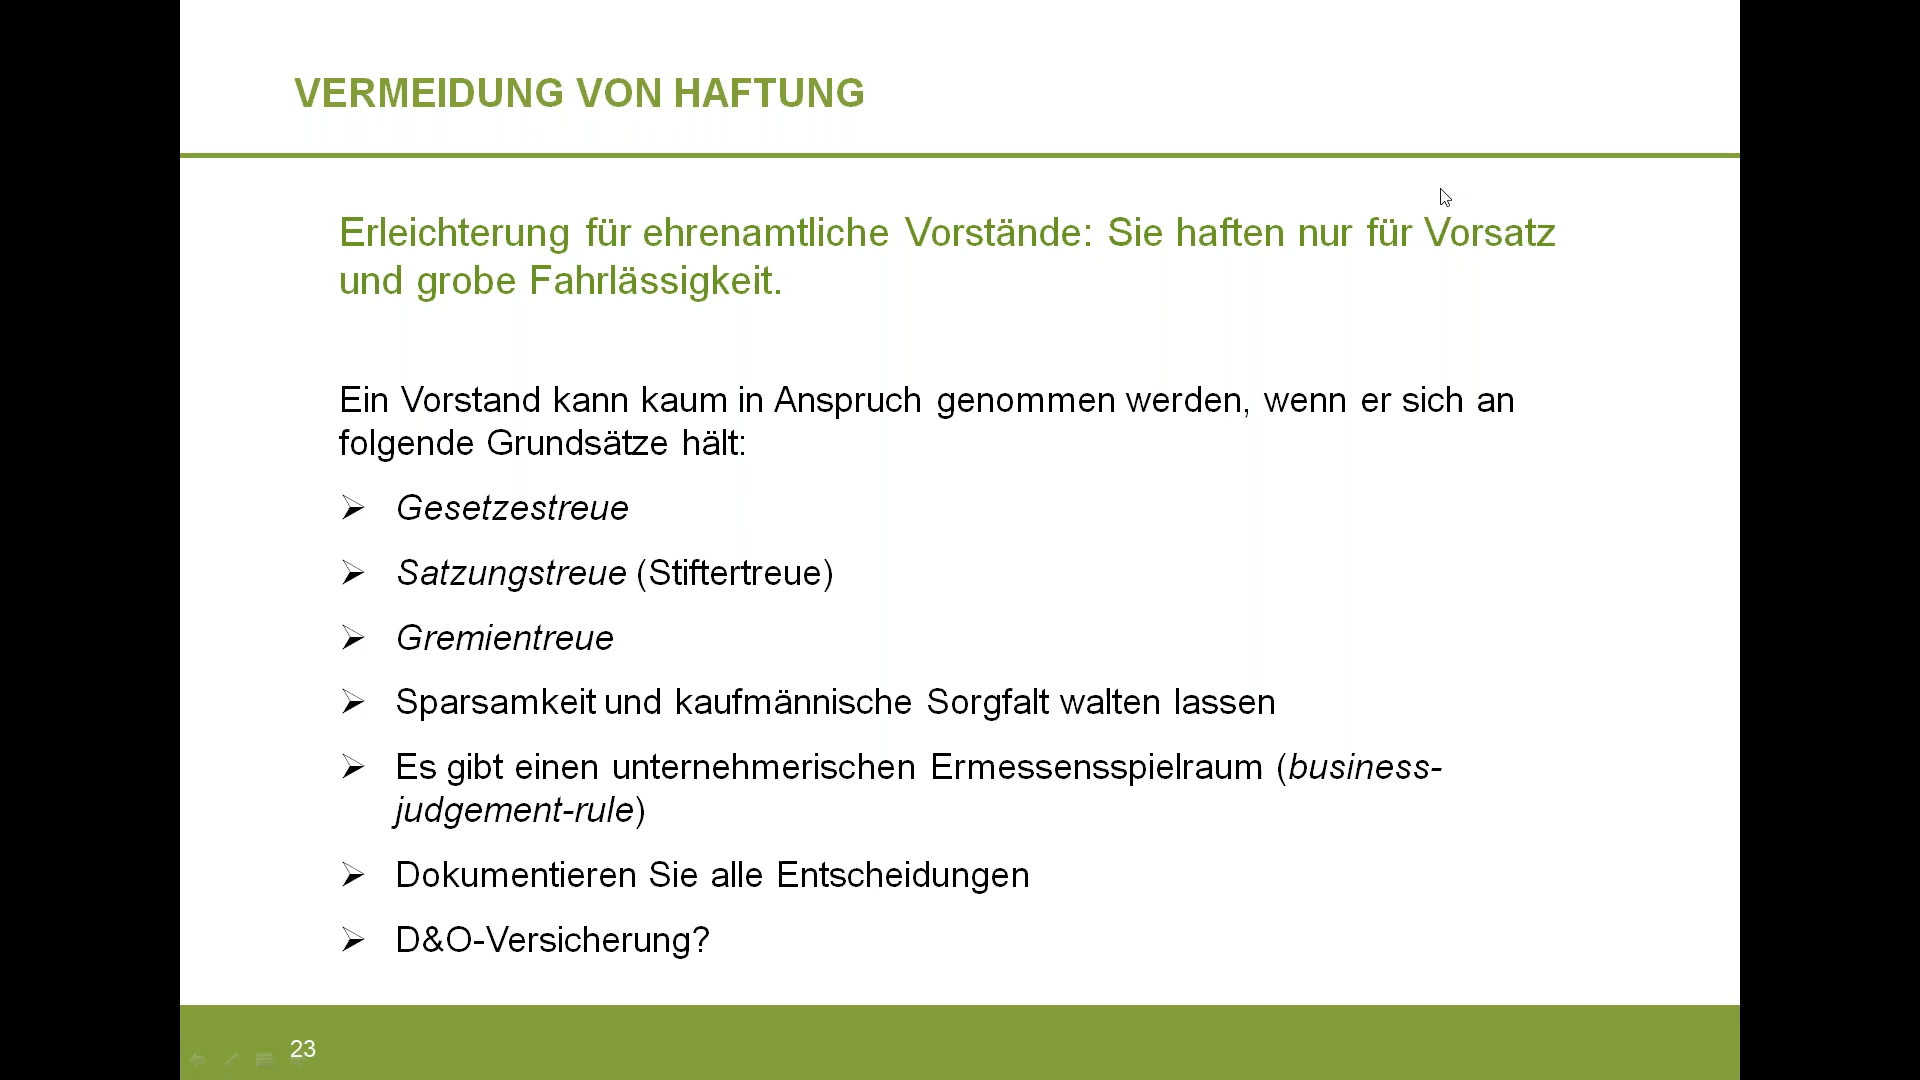 VERMEIDUNG VON HAFTUNG
Erleichterung für ehrenamtliche Vorstände: Sie haften nur für Vorsatz
und grobe Fahrlässigkeit.
Ein Vorstand kann kaum in Anspruch genommen werden, wenn er sich an
folgende Grundsätze hält:
Gesetzestreue
Satzungstreue (Stiftertreue)
Gremientreue
Sparsamkeit und kaufmännische Sorgfalt walten lassen
Es gibt einen unternehmerischen Ermessensspielraum (business-
judgement-rule)
Dokumentieren Sie alle Entscheidungen
D&O-Versicherung?
23